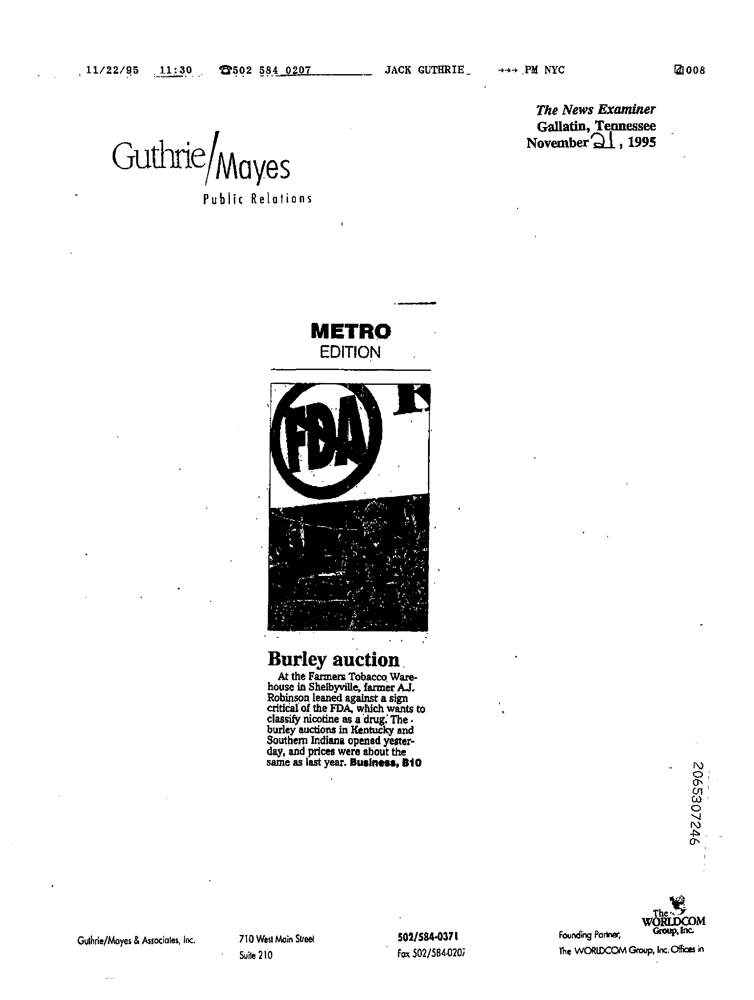 11/22/95 11:30 ☎502 584 0207 JACK GUTHRIE →→→ PM NYC 008
The News Examiner
Gallatin, Tennessee
November 21, 1995
Guthrie/Mayes
Public Relations
METRO
EDITION
FDA
Burley auction
At the Farmers Tobacco Ware-
house in Shelbyville, farmer A.J.
Robinson leaned against a sign
critical of the FDA, which wants to
classify nicotine as a drug. The
burley auctions in Kentucky and
Southern Indiana opened yester-
day, and prices were about the
same as last year. Business, B10
2065307246
The
WORLDCOM
Group, Inc.
Guthrie/Mayes & Associates, Inc.
710 West Main Street
Suite 210
502/584-0371
Fax 502/584-0207
Founding Partner,
The WORLDCOM Group, Inc. Offices in